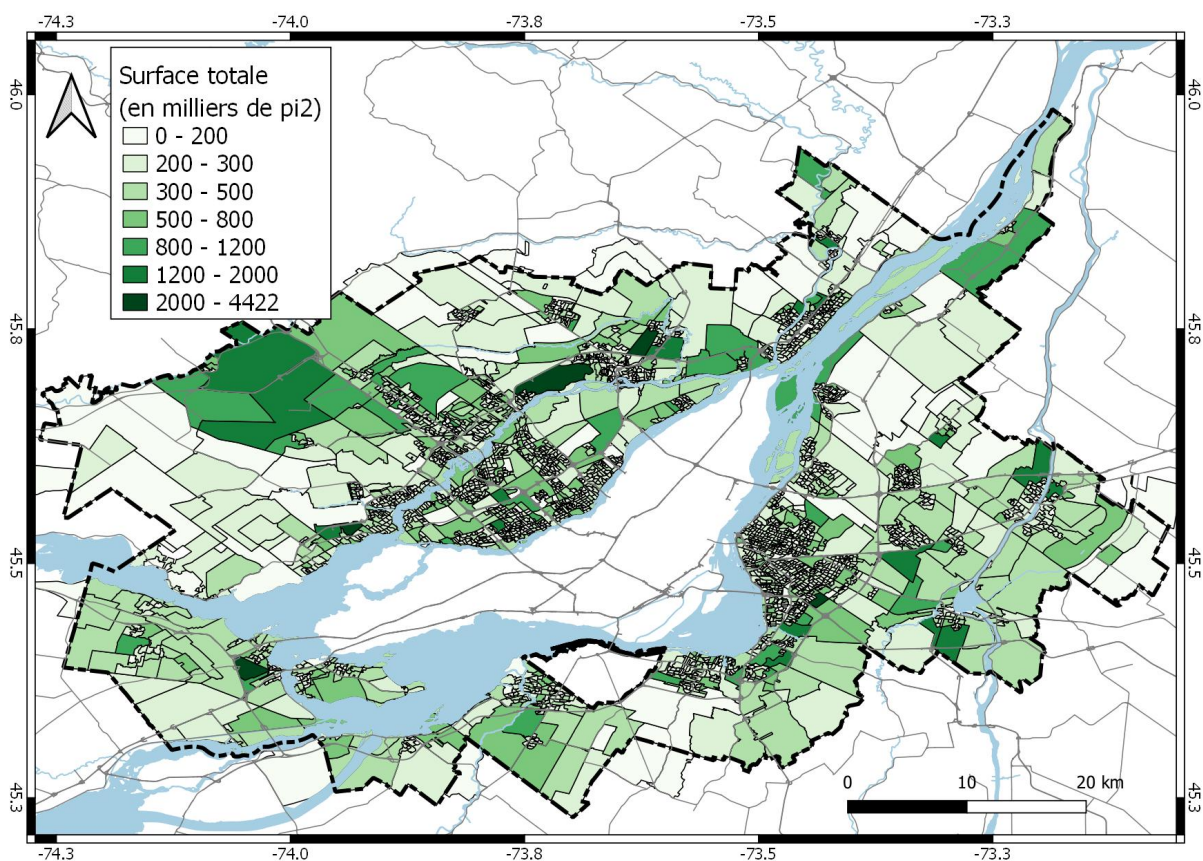 -74.3 -74.0 -73.8 -73.5 -73.3
46.0 46.0
Surface totale
(en milliers de pi2)
0 - 200
200 - 300
300 - 500
500 - 800
800 - 1200
1200 - 2000
2000 - 4422
45.8 45.8
45.5 45.5
0 10 20 km
45.3 45.3
-74.3 -74.0 -73.8 -73.5 -73.3